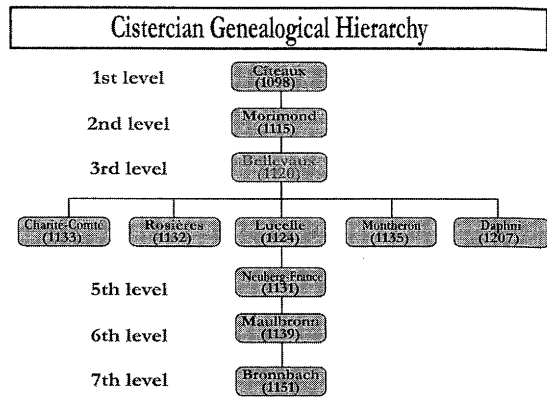 Cistercian Genealogical Hierarchy
1st level
Cîteaux
(1098)
2nd level
Morimond
(1115)
3rd level
Bellevaux
(1120)
Charité-Comté
(1133)
Rosières
(1132)
Lucelle
(1124)
Montheron
(1135)
Daphni
(1207)
5th level
Neuberg-France
(1131)
6th level
Maulbronn
(1139)
7th level
Bronnbach
(1151)